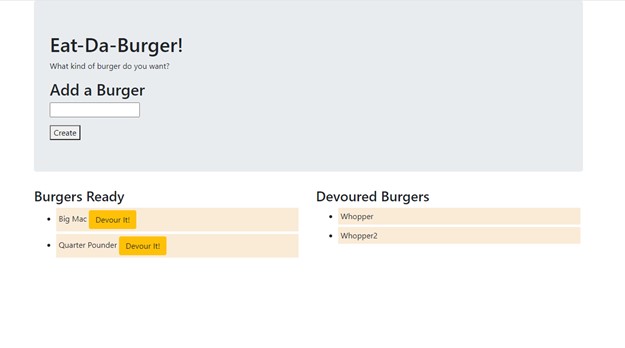 Eat-Da-Burger!
What kind of burger do you want?
Add a Burger
Create
Burgers Ready
Big Mac Devour It!
Quarter Pounder Devour It!
Devoured Burgers
Whopper
Whopper2